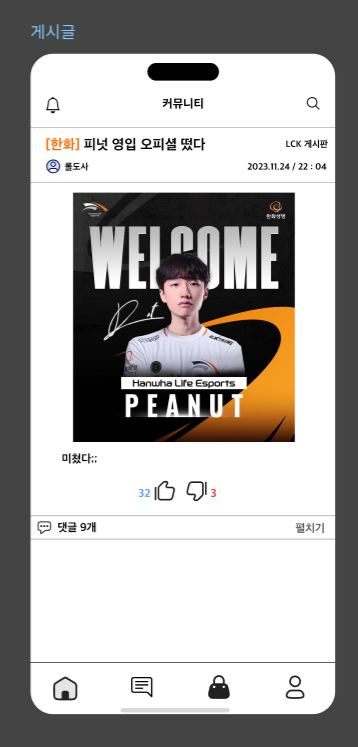 게시글
커뮤니티
[한화] 피넛 영입 오피셜 떴다
LCK 게시판
롤도사
2023.11.24 / 22 : 04
한화생명
WELCOME
Hanwha Life Esports
PEANUT
미쳤다;;
32
3
댓글 9개
펼치기